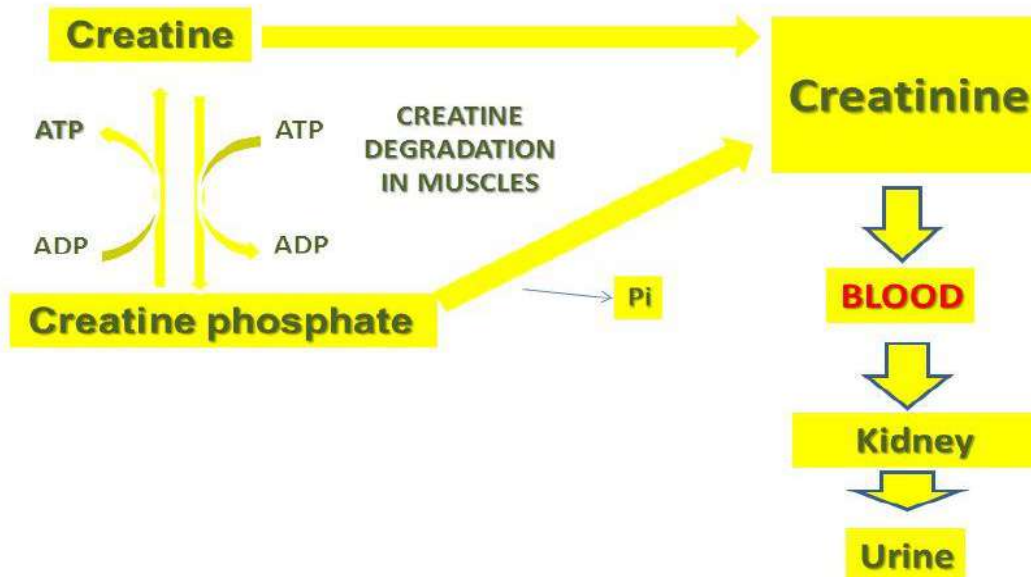 Creatine
Creatinine
ATP
ATP
CREATINE
DEGRADATION
IN MUSCLES
ADP
ADP
Creatine phosphate
Pi
BLOOD
Kidney
Urine